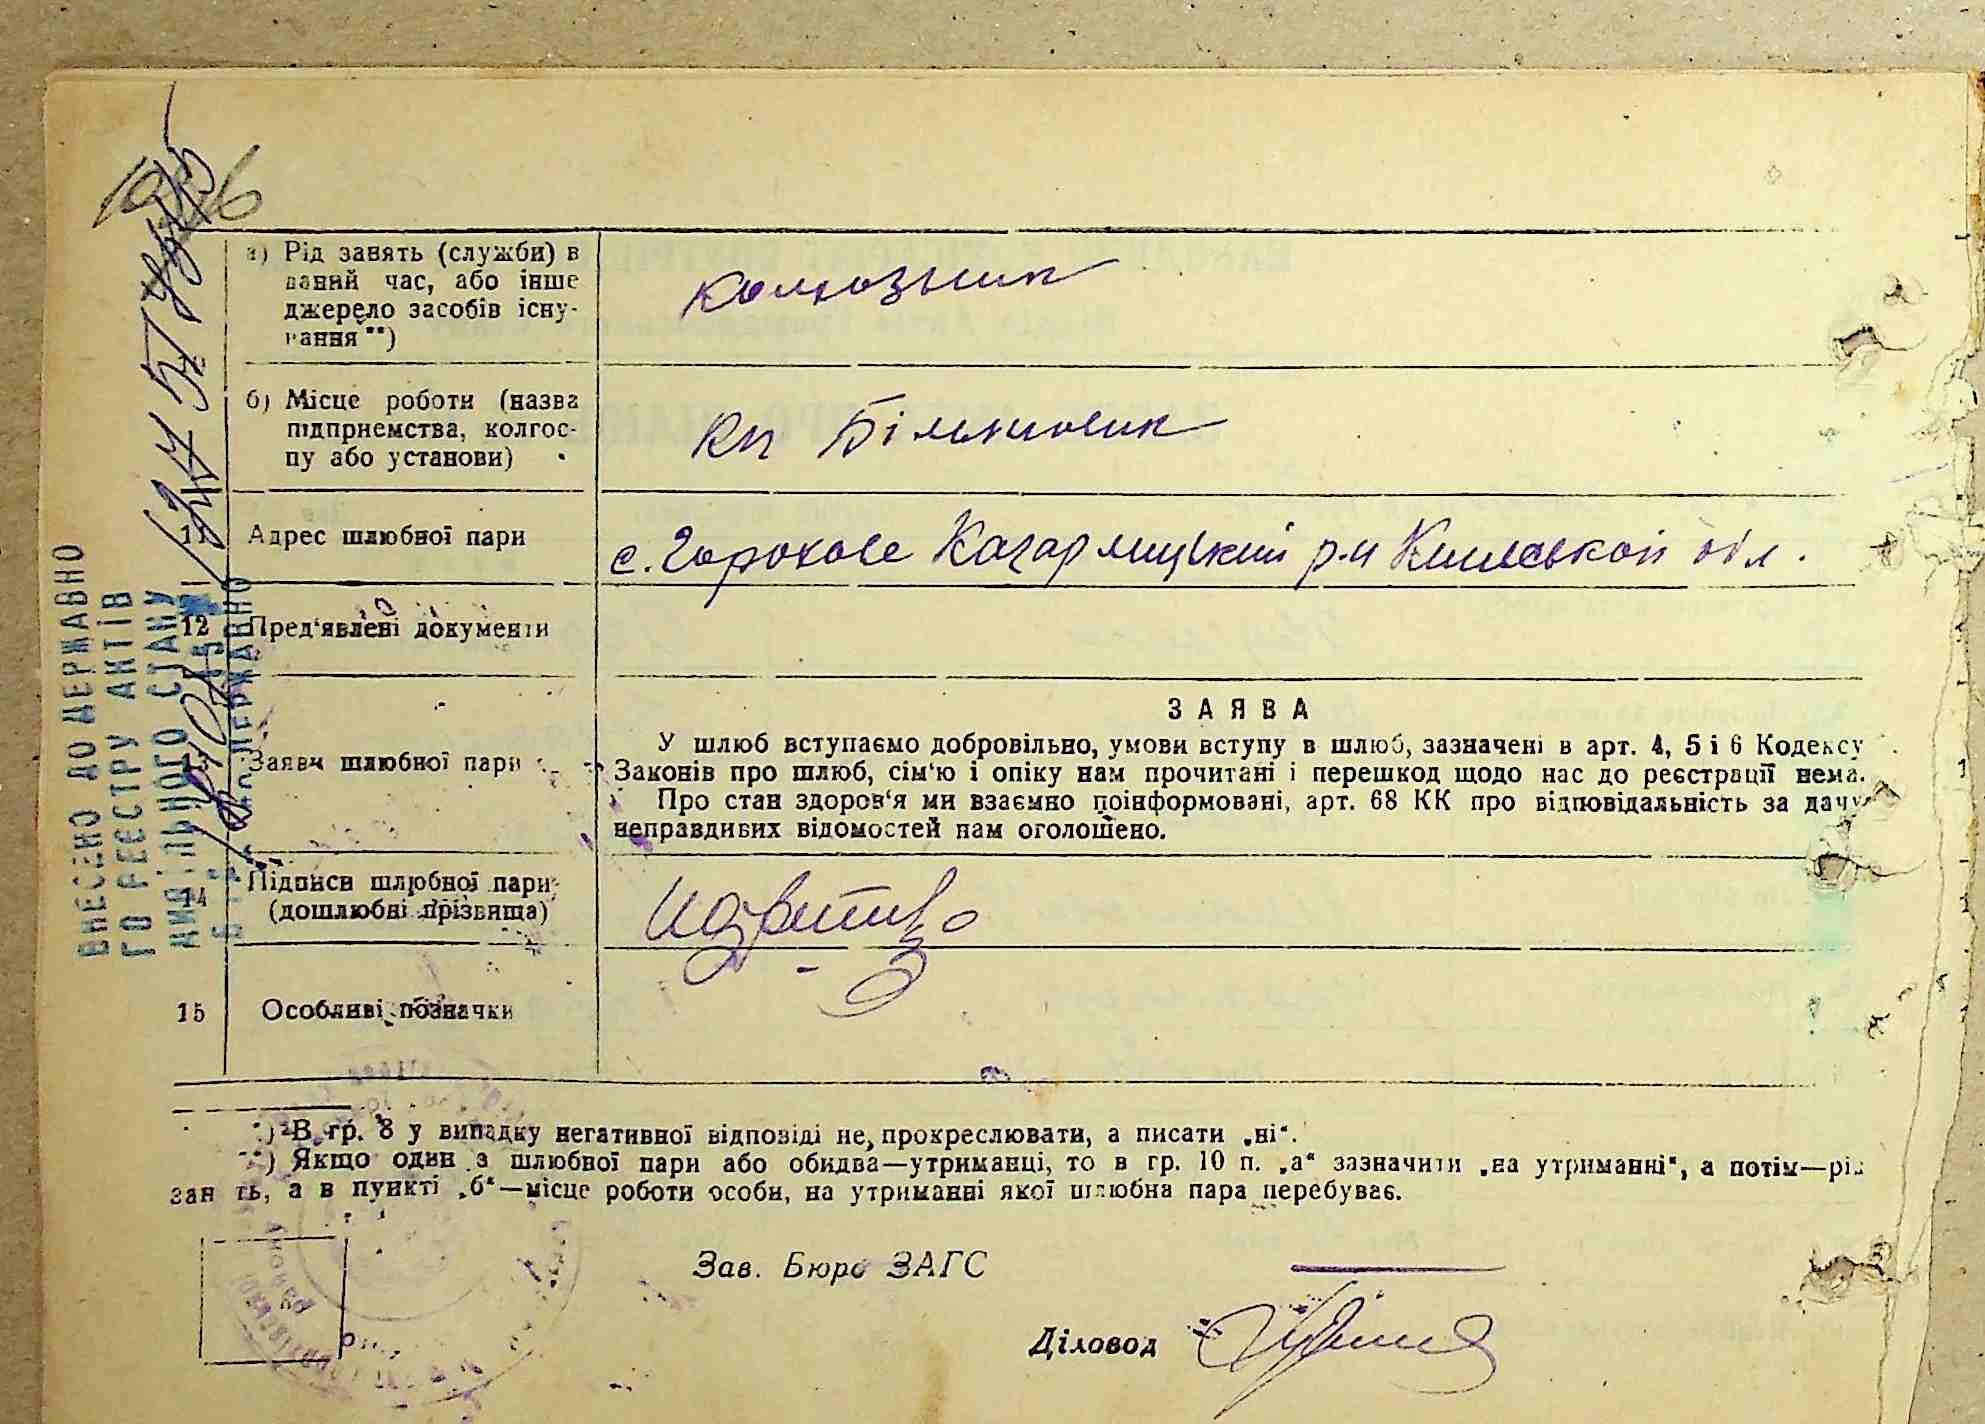 а) Рід занять (служби) в
даний час, або інше
джерело засобів існу-
вання **)
колгозник
б) Місце роботи (назва
підприємства, колгос-
пу або установи)
Кп Більшовик
11 Адрес шлюбної пари
с. Горохове Кагарлицький р-н Київської обл.
12 Пред'явлені документи
13 Заяви шлюбної пари
ЗАЯВА
У шлюб вступаємо добровільно, умови вступу в шлюб, зазначені в арт. 4, 5 і 6 Кодексу
Законів про шлюб, сім'ю і опіку нам прочитані і перешкод щодо нас до реєстрації нема.
Про стан здоров'я ми взаємно поінформовані, арт. 68 КК про відповідальність за дачу
неправдивих відомостей нам оголошено.
14 Підписи шлюбної пари
(дошлюбні прізвища)
15 Особливі позначки
*) В гр. 8 у випадку негативної відповіді не прокреслювати, а писати „ні“.
**) Якщо один з шлюбної пари або обидва—утриманці, то в гр. 10 п. „а“ зазначити „на утриманні“, а потім—рід
занять, а в пункті „б“—місце роботи особи, на утриманні якої шлюбна пара перебуває.
Зав. Бюро ЗАГС
Діловод
ВНЕСЕНО ДО ДЕРЖАВНО
ГО РЕЄСТРУ АКТІВ
ЦИВІЛЬНОГО СТАНУ